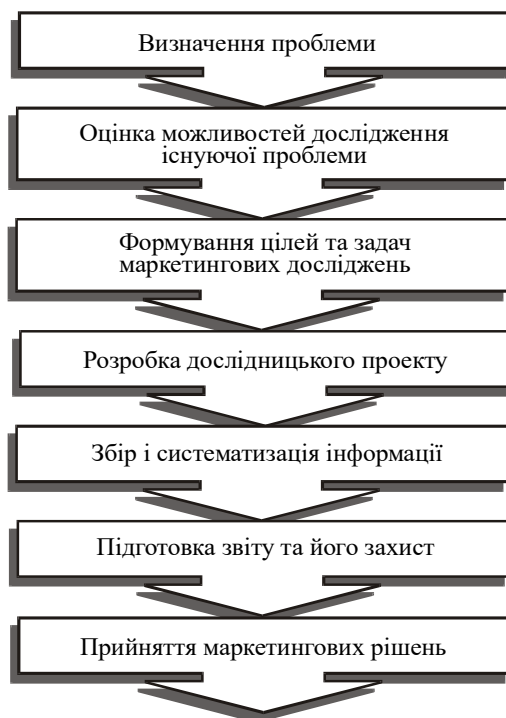 Визначення проблеми
Оцінка можливостей дослідження
існуючої проблеми
Формування цілей та задач
маркетингових досліджень
Розробка дослідницького проекту
Збір і систематизація інформації
Підготовка звіту та його захист
Прийняття маркетингових рішень